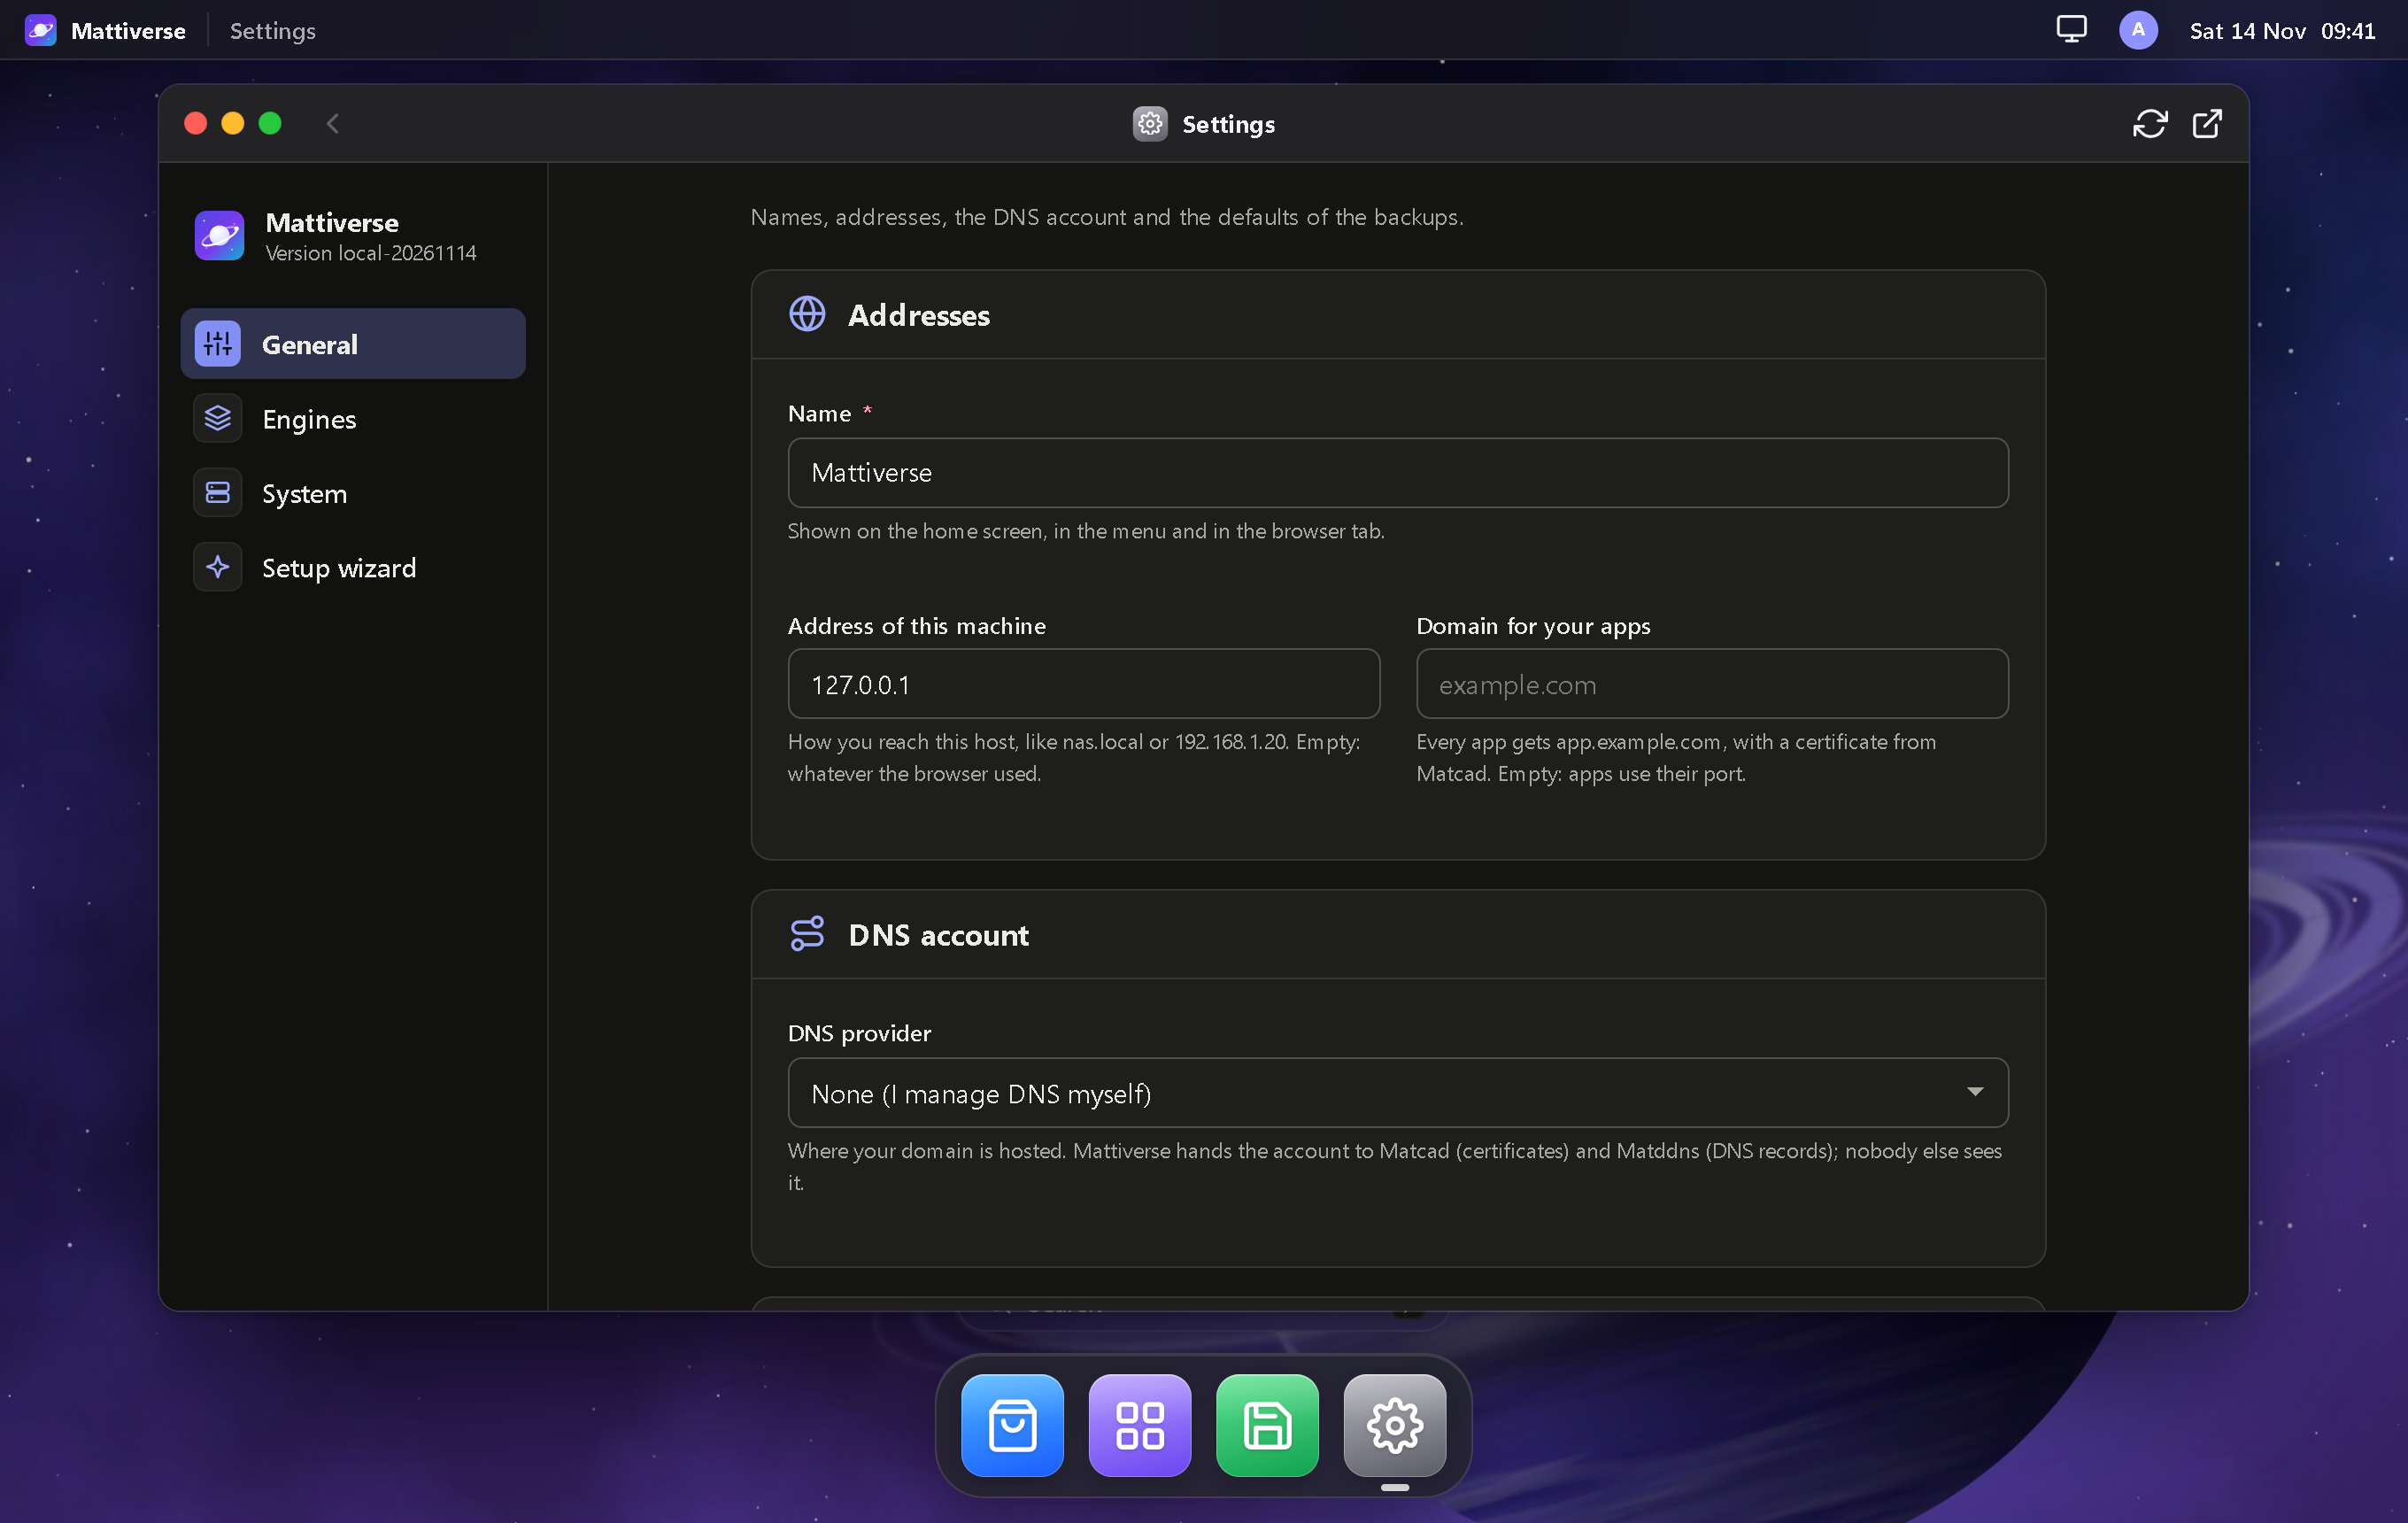 Mattiverse
Settings
A
Sat 14 Nov 09:41
Settings
Mattiverse
Version local-20261114
General
Engines
System
Setup wizard
Names, addresses, the DNS account and the defaults of the backups.
Addresses
Name *
Mattiverse
Shown on the home screen, in the menu and in the browser tab.
Address of this machine
127.0.0.1
How you reach this host, like nas.local or 192.168.1.20. Empty:
whatever the browser used.
Domain for your apps
example.com
Every app gets app.example.com, with a certificate from
Matcad. Empty: apps use their port.
DNS account
DNS provider
None (I manage DNS myself)
Where your domain is hosted. Mattiverse hands the account to Matcad (certificates) and Matddns (DNS records); nobody else sees
it.